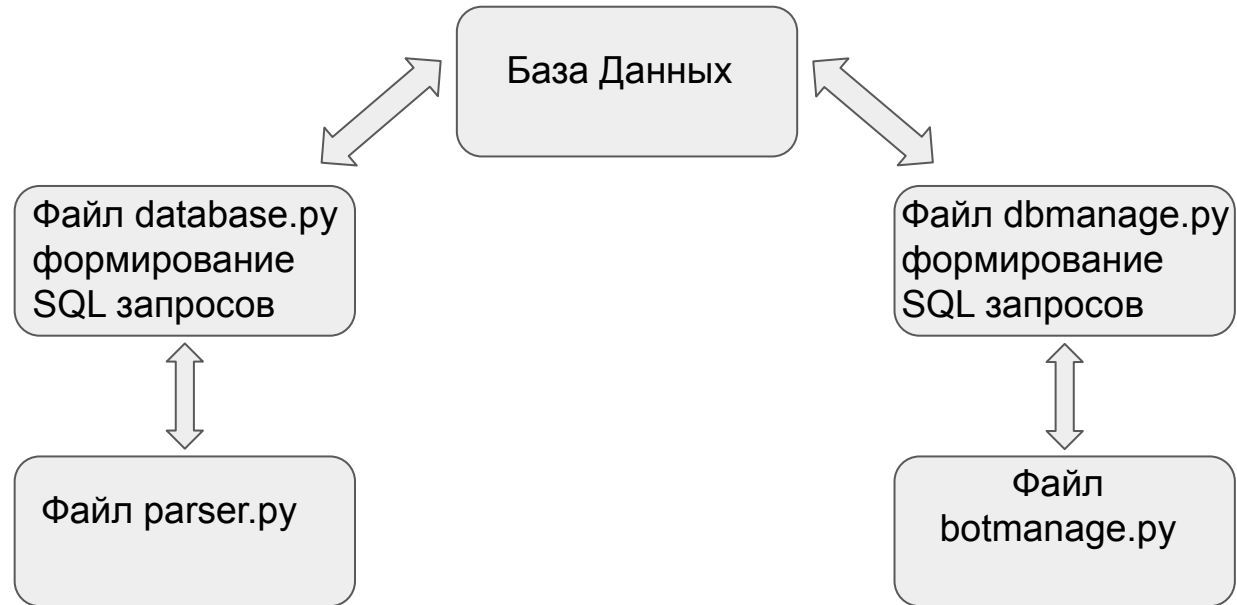 База Данных
Файл database.py
формирование
SQL запросов
Файл dbmanage.py
формирование
SQL запросов
Файл parser.py
Файл
botmanage.py